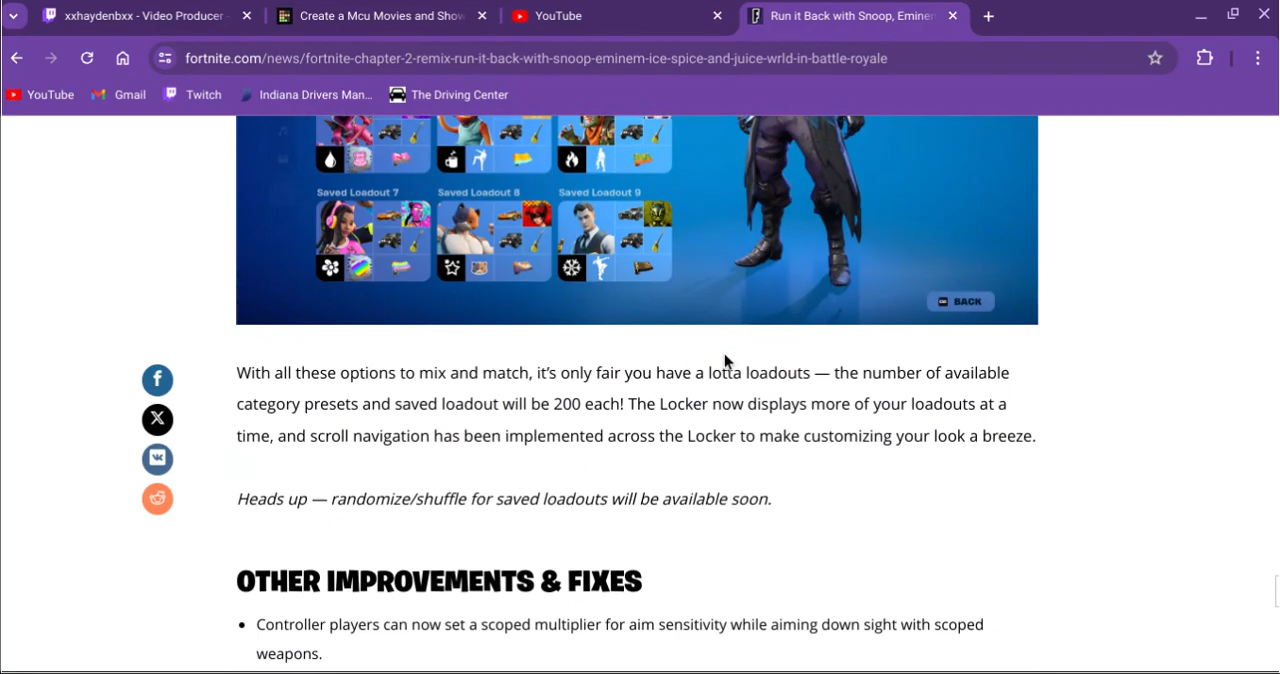 xxhaydenbxx - Video Producer
Create a Mcu Movies and Show
YouTube
Run it Back with Snoop, Eminem
fortnite.com/news/fortnite-chapter-2-remix-run-it-back-with-snoop-eminem-ice-spice-and-juice-wrld-in-battle-royale
YouTube
Gmail
Twitch
Indiana Drivers Man...
The Driving Center
Saved Loadout 7
Saved Loadout 8
Saved Loadout 9
BACK
With all these options to mix and match, it’s only fair you have a lotta loadouts — the number of available
category presets and saved loadout will be 200 each! The Locker now displays more of your loadouts at a
time, and scroll navigation has been implemented across the Locker to make customizing your look a breeze.
Heads up — randomize/shuffle for saved loadouts will be available soon.
OTHER IMPROVEMENTS & FIXES
• Controller players can now set a scoped multiplier for aim sensitivity while aiming down sight with scoped
weapons.